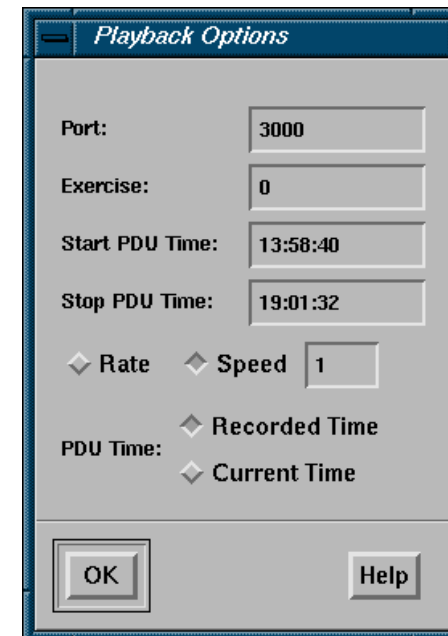 Playback Options
Port: 3000
Exercise: 0
Start PDU Time: 13:58:40
Stop PDU Time: 19:01:32
Rate Speed 1
PDU Time: Recorded Time
Current Time
OK Help